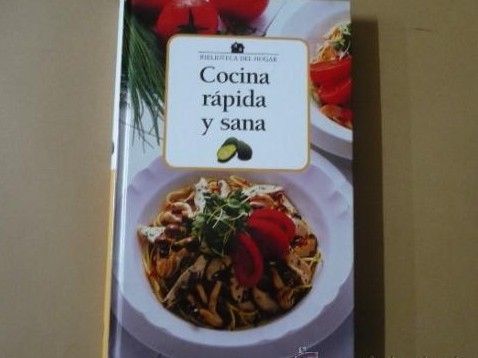 BIBLIOTECA DEL HOGAR
Cocina
rápida
y sana